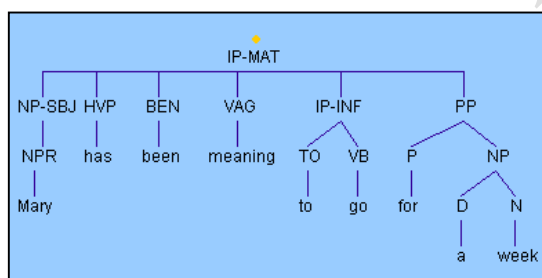 IP-MAT
NP-SBJ HVP BEN VAG IP-INF PP
NPR has been meaning TO VB P NP
Mary to go for D N
a week